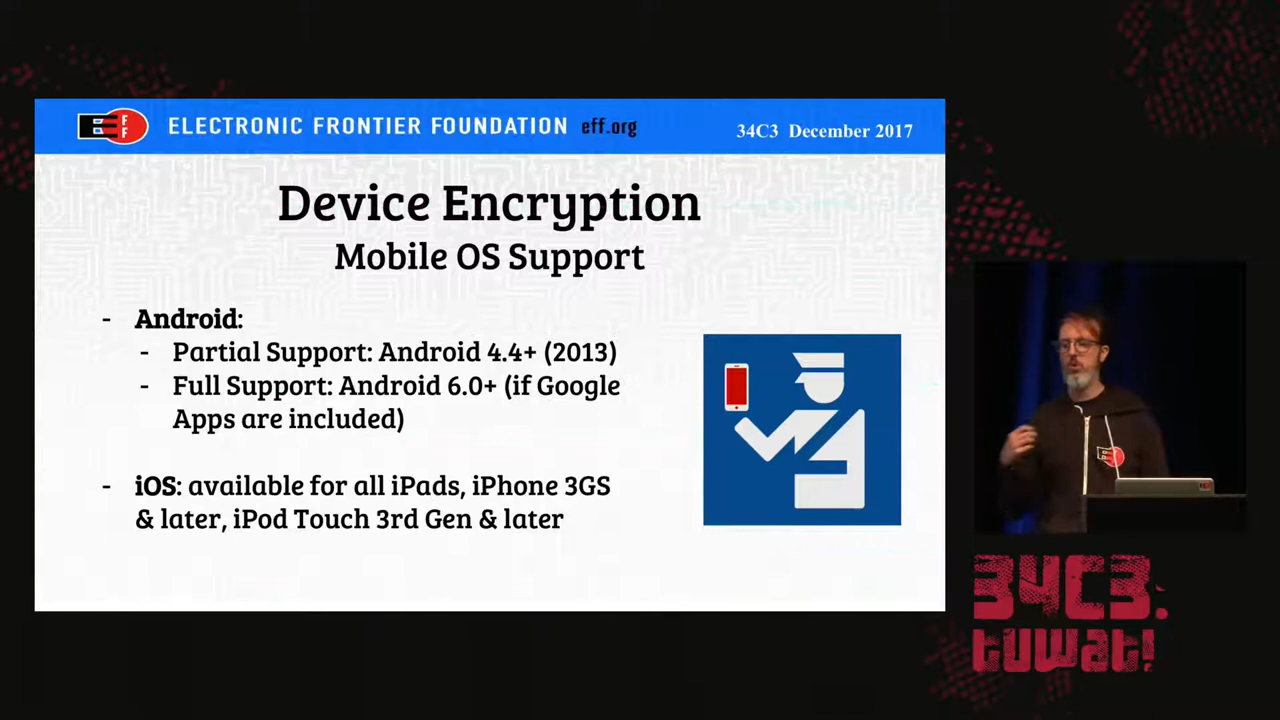 ELECTRONIC FRONTIER FOUNDATION eff.org
34C3 December 2017
Device Encryption
Mobile OS Support
- Android:
- Partial Support: Android 4.4+ (2013)
- Full Support: Android 6.0+ (if Google
Apps are included)
- iOS: available for all iPads, iPhone 3GS
& later, iPod Touch 3rd Gen & later
34C3.
tuwat!